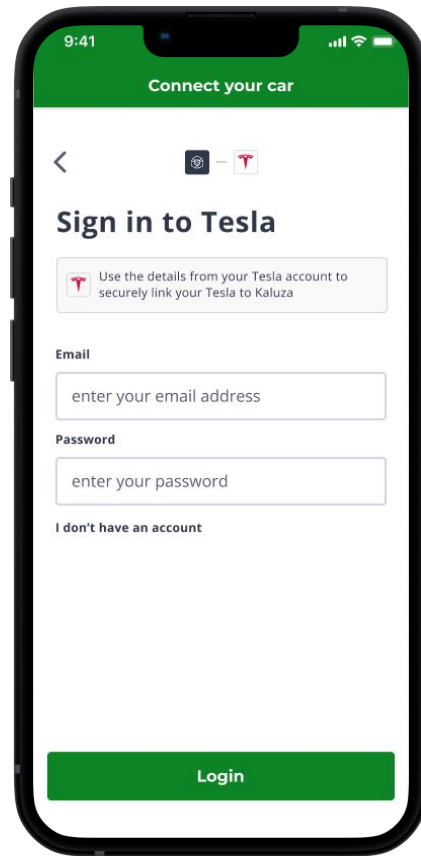 9:41
Connect your car
Sign in to Tesla
Use the details from your Tesla account to
securely link your Tesla to Kaluza
Email
enter your email address
Password
enter your password
I don't have an account
Login